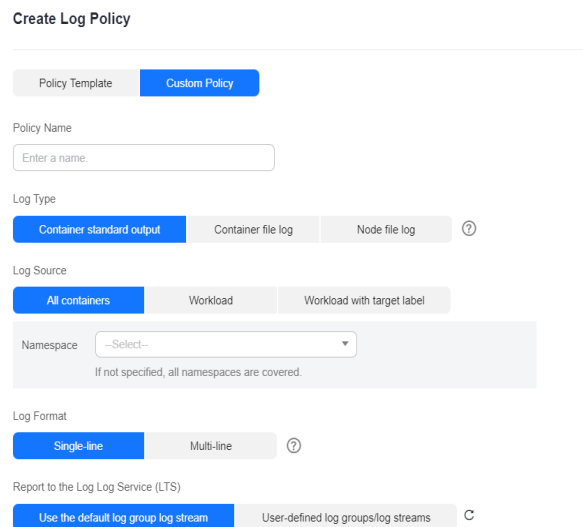 Create Log Policy
Policy Template
Custom Policy
Policy Name
Enter a name.
Log Type
Container standard output
Container file log
Node file log
?
Log Source
All containers
Workload
Workload with target label
Namespace
--Select--
If not specified, all namespaces are covered.
Log Format
Single-line
Multi-line
?
Report to the Log Log Service (LTS)
Use the default log group log stream
User-defined log groups/log streams